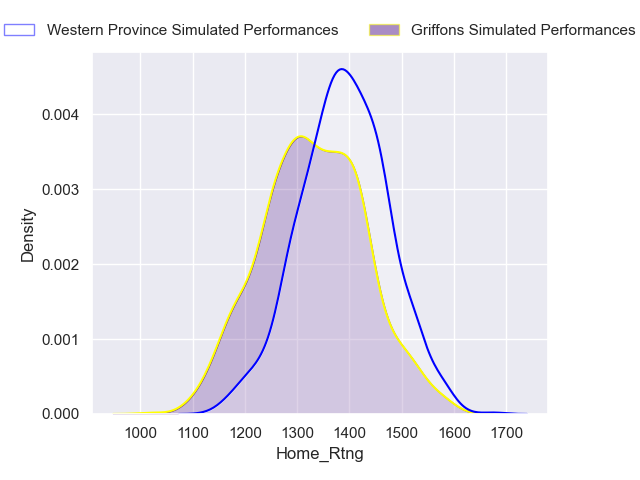 Western Province Simulated Performances Griffons Simulated Performances
0.004
0.003
0.002
0.001
0.000
Density
1000 1100 1200 1300 1400 1500 1600 1700
Home_Rtng